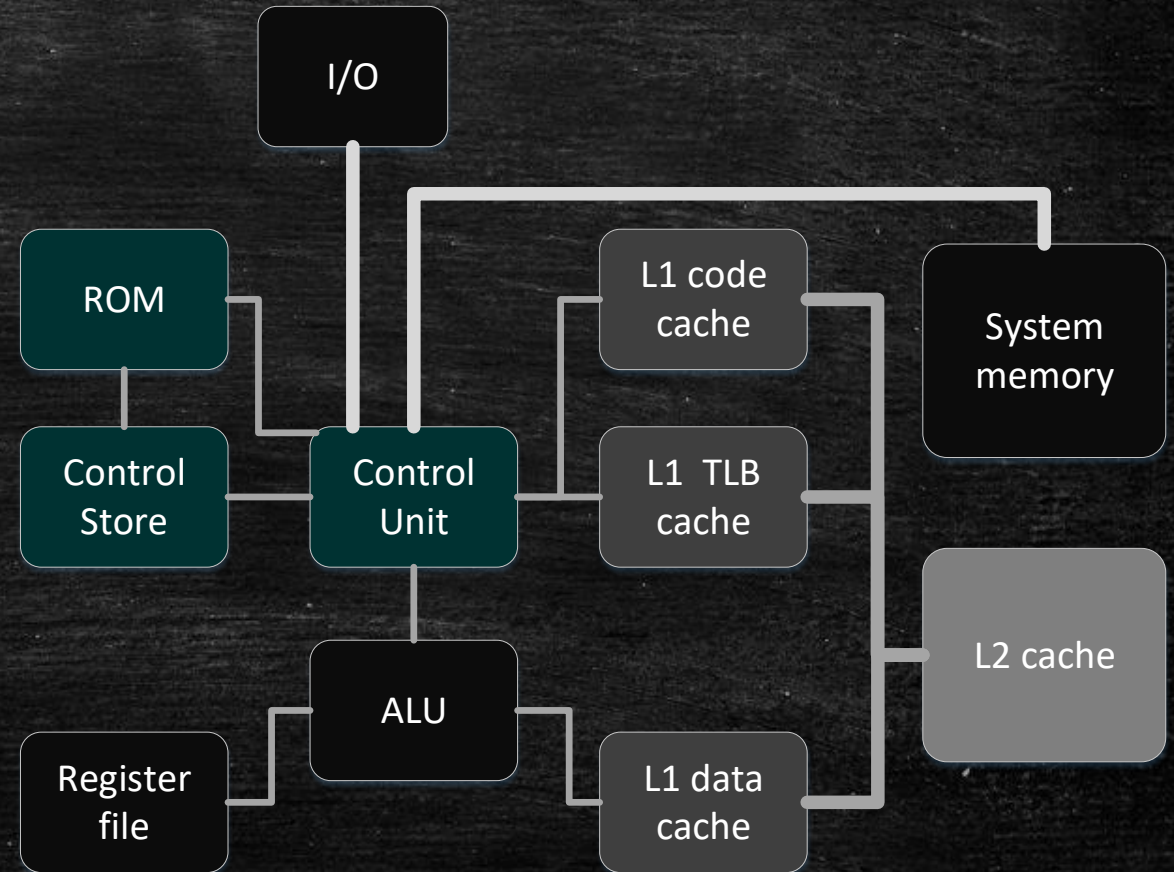 I/O
ROM
L1 code
cache
System
memory
Control
Store
Control
Unit
L1 TLB
cache
L2 cache
ALU
Register
file
L1 data
cache